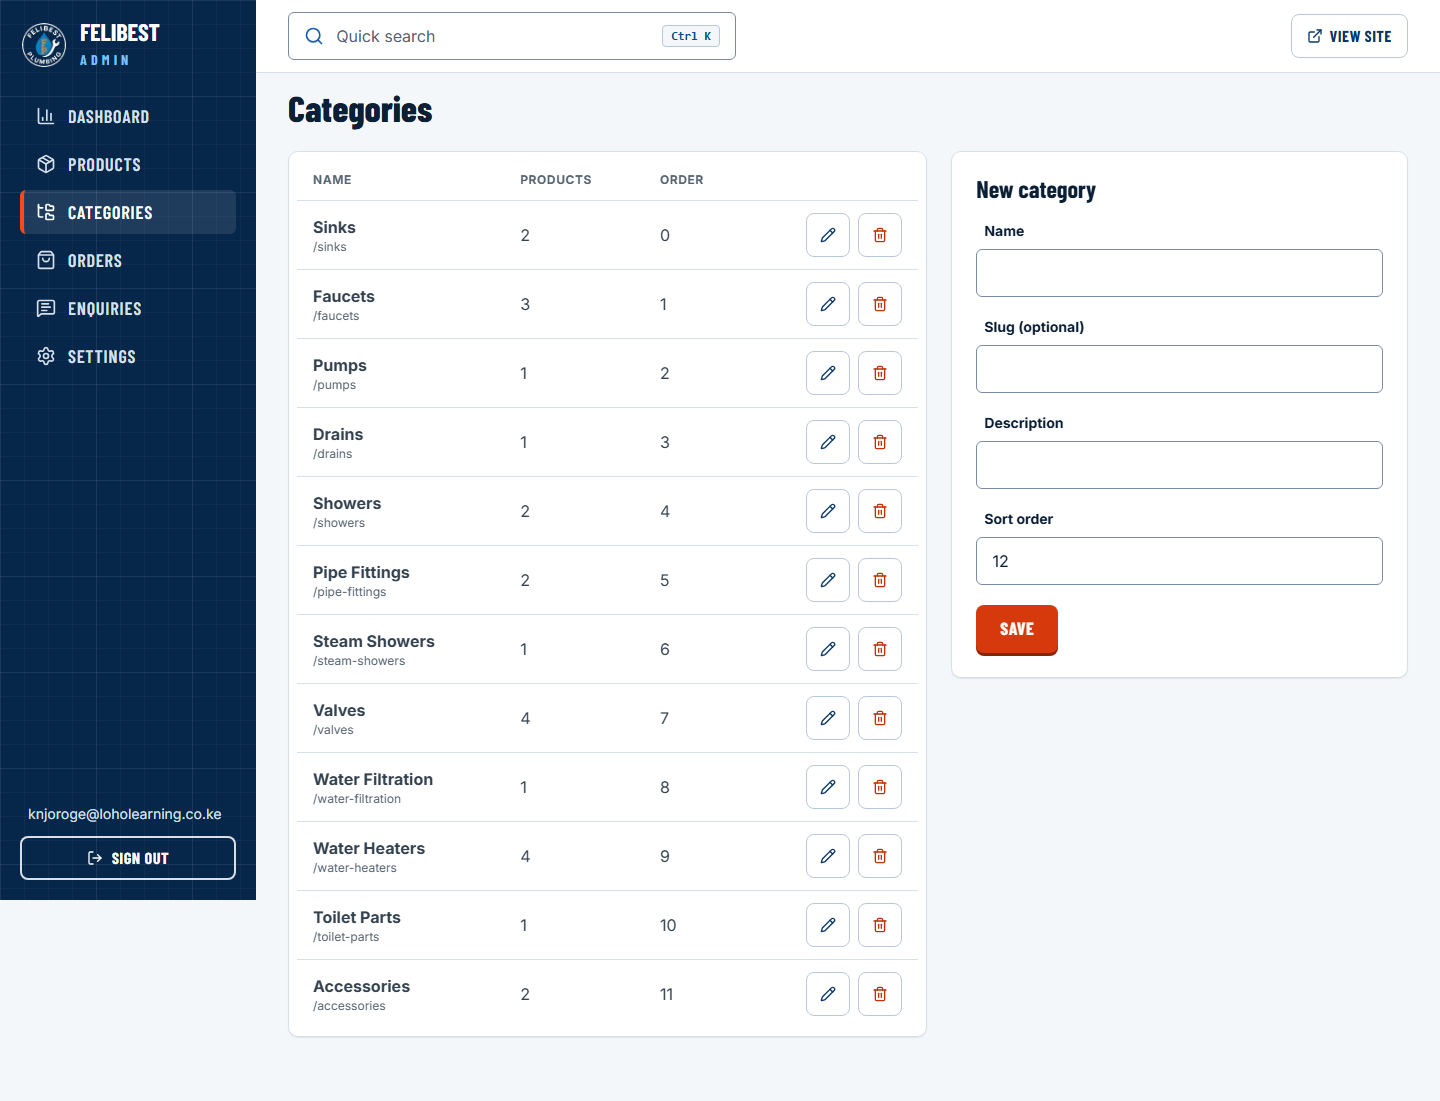 FELIBEST
PLUMBING
FELIBEST
ADMIN
DASHBOARD
PRODUCTS
CATEGORIES
ORDERS
ENQUIRIES
SETTINGS
knjoroge@loholearning.co.ke
SIGN OUT
Quick search
Ctrl K
VIEW SITE
Categories
NAME PRODUCTS ORDER
Sinks 2 0
/sinks
Faucets 3 1
/faucets
Pumps 1 2
/pumps
Drains 1 3
/drains
Showers 2 4
/showers
Pipe Fittings 2 5
/pipe-fittings
Steam Showers 1 6
/steam-showers
Valves 4 7
/valves
Water Filtration 1 8
/water-filtration
Water Heaters 4 9
/water-heaters
Toilet Parts 1 10
/toilet-parts
Accessories 2 11
/accessories
New category
Name
Slug (optional)
Description
Sort order
12
SAVE